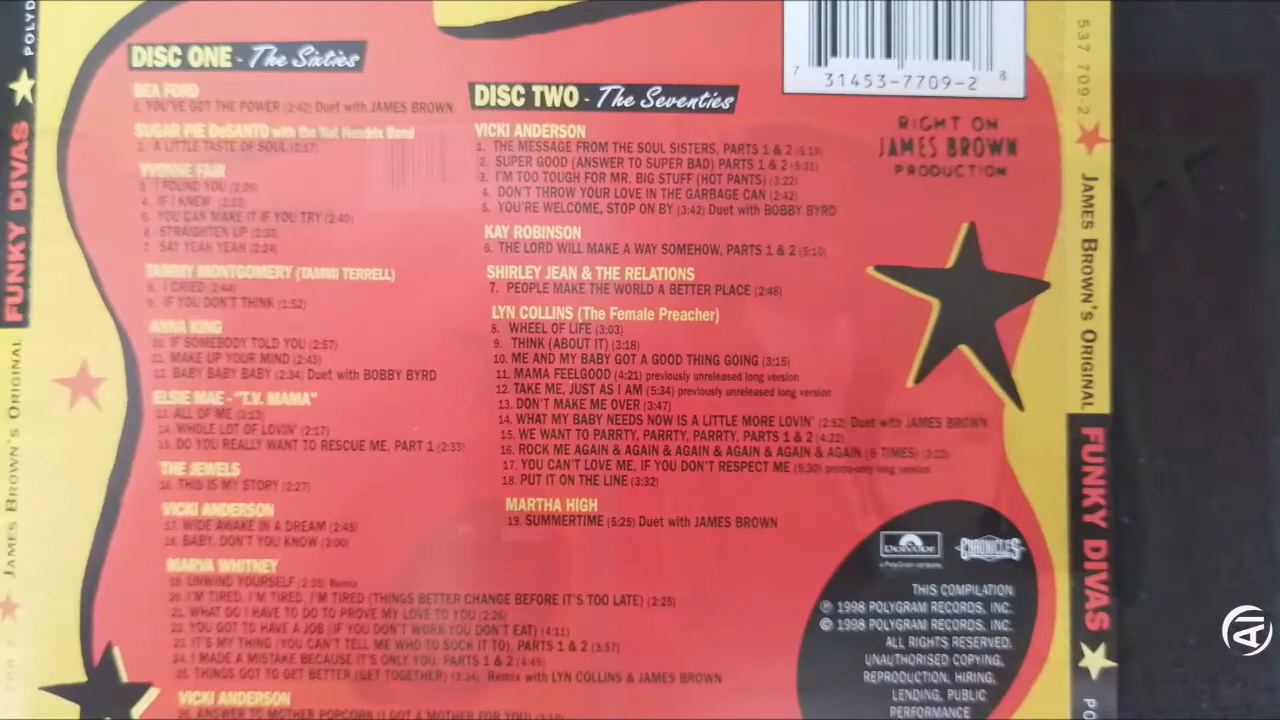 DISC ONE - The Sixties
BEA FORD
1. YOU'VE GOT THE POWER (2:42) Duet with JAMES BROWN
SUGAR PIE DeSANTO with the Nat Hendrix Band
2. A LITTLE TASTE OF SOUL (2:17)
YVONNE FAIR
3. I FOUND YOU (2:26)
4. IF I KNEW
5. YOU CAN MAKE IT IF YOU TRY (2:40)
6. STRAIGHTEN UP
7. SAY YEAH YEAH (2:24)
TAMMY MONTGOMERY (TAMMI TERRELL)
8. I CRIED (2:44)
9. IF YOU DON'T THINK (1:52)
ANNA KING
10. IF SOMEBODY TOLD YOU (2:57)
11. MAKE UP YOUR MIND (2:43)
12. BABY BABY BABY (2:34) Duet with BOBBY BYRD
ELSIE MAE - "T.V. MAMA"
13. ALL OF ME (3:13)
14. WHOLE LOT OF LOVIN' (2:17)
15. DO YOU REALLY WANT TO RESCUE ME, PART 1 (2:33)
THE JEWELS
16. THIS IS MY STORY (2:27)
VICKI ANDERSON
17. WIDE AWAKE IN A DREAM (2:45)
18. BABY, DON'T YOU KNOW (3:00)
MARVA WHITNEY
19. UNWIND YOURSELF (2:35) Remix
20. I'M TIRED, I'M TIRED, I'M TIRED (THINGS BETTER CHANGE BEFORE IT'S TOO LATE) (2:25)
21. WHAT DO I HAVE TO DO TO PROVE MY LOVE TO YOU (2:26)
22. YOU GOT TO HAVE A JOB (IF YOU DON'T WORK YOU DON'T EAT) (4:11)
23. IT'S MY THING (YOU CAN'T TELL ME WHO TO SOCK IT TO), PARTS 1 & 2 (3:57)
24. I MADE A MISTAKE BECAUSE IT'S ONLY YOU, PARTS 1 & 2 (4:49)
25. THINGS GOT TO GET BETTER (GET TOGETHER) (3:34) Remix with LYN COLLINS & JAMES BROWN
VICKI ANDERSON
26. ANSWER TO MOTHER POPCORN (I GOT A MOTHER FOR YOU)
DISC TWO - The Seventies
VICKI ANDERSON
1. THE MESSAGE FROM THE SOUL SISTERS, PARTS 1 & 2 (5:19)
2. SUPER GOOD (ANSWER TO SUPER BAD) PARTS 1 & 2 (5:21)
3. I'M TOO TOUGH FOR MR. BIG STUFF (HOT PANTS) (3:22)
4. DON'T THROW YOUR LOVE IN THE GARBAGE CAN (2:42)
5. YOU'RE WELCOME, STOP ON BY (3:42) Duet with BOBBY BYRD
KAY ROBINSON
6. THE LORD WILL MAKE A WAY SOMEHOW, PARTS 1 & 2 (5:10)
SHIRLEY JEAN & THE RELATIONS
7. PEOPLE MAKE THE WORLD A BETTER PLACE (2:48)
LYN COLLINS (The Female Preacher)
8. WHEEL OF LIFE (3:03)
9. THINK (ABOUT IT) (3:18)
10. ME AND MY BABY GOT A GOOD THING GOING (3:15)
11. MAMA FEELGOOD (4:21) previously unreleased long version
12. TAKE ME, JUST AS I AM (5:34) previously unreleased long version
13. DON'T MAKE ME OVER (3:47)
14. WHAT MY BABY NEEDS NOW IS A LITTLE MORE LOVIN' (2:52) Duet with JAMES BROWN
15. WE WANT TO PARRTY, PARRTY, PARRTY, PARTS 1 & 2 (4:22)
16. ROCK ME AGAIN & AGAIN & AGAIN & AGAIN & AGAIN & AGAIN (6 TIMES)
17. YOU CAN'T LOVE ME, IF YOU DON'T RESPECT ME (5:30) promo-only long version
18. PUT IT ON THE LINE (3:32)
MARTHA HIGH
19. SUMMERTIME (5:25) Duet with JAMES BROWN
7 31453-7709-2 8
RIGHT ON
JAMES BROWN
PRODUCTION
Polydor
a PolyGram company
CHRONICLES
THIS COMPILATION
℗ 1998 POLYGRAM RECORDS, INC.
© 1998 POLYGRAM RECORDS, INC.
ALL RIGHTS RESERVED.
UNAUTHORISED COPYING,
REPRODUCTION, HIRING,
LENDING, PUBLIC
PERFORMANCE
537 709-2 JAMES BROWN'S ORIGINAL FUNKY DIVAS PO
JAMES BROWN'S ORIGINAL FUNKY DIVAS POLYD